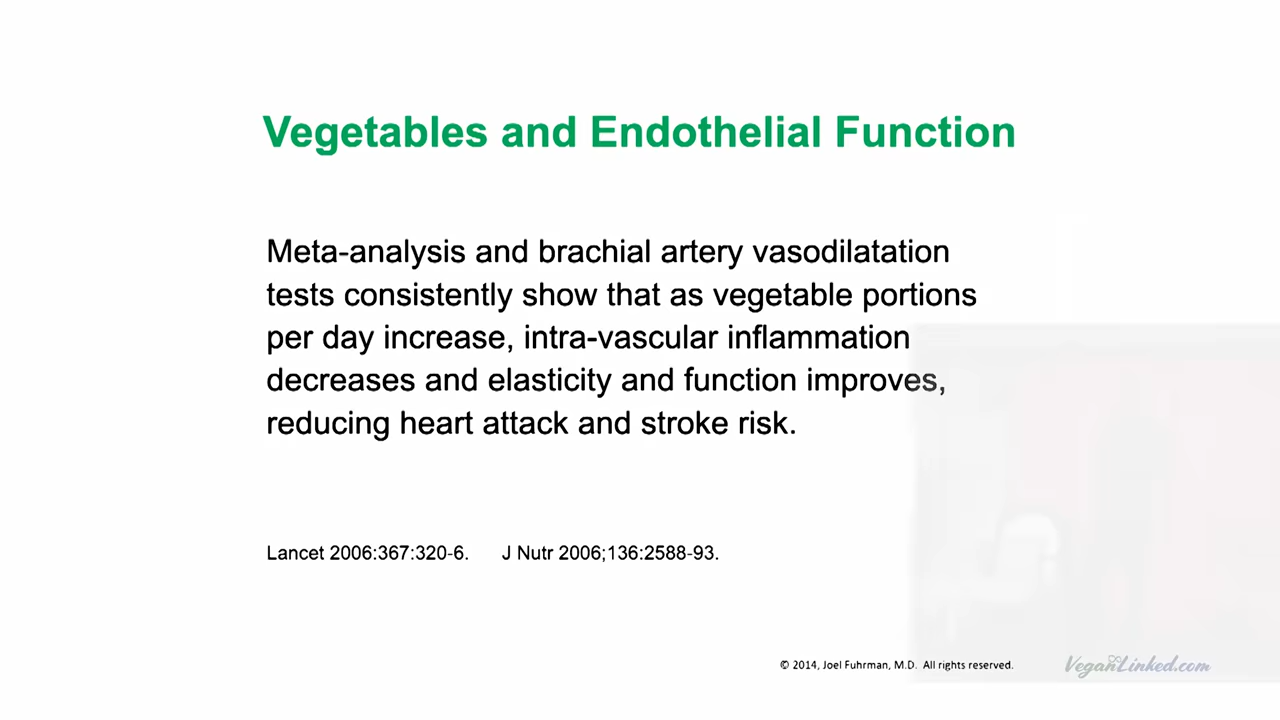 Vegetables and Endothelial Function
Meta-analysis and brachial artery vasodilatation
tests consistently show that as vegetable portions
per day increase, intra-vascular inflammation
decreases and elasticity and function improves,
reducing heart attack and stroke risk.
Lancet 2006:367:320-6. J Nutr 2006;136:2588-93.
© 2014, Joel Fuhrman, M.D. All rights reserved.
VeganLinked.com